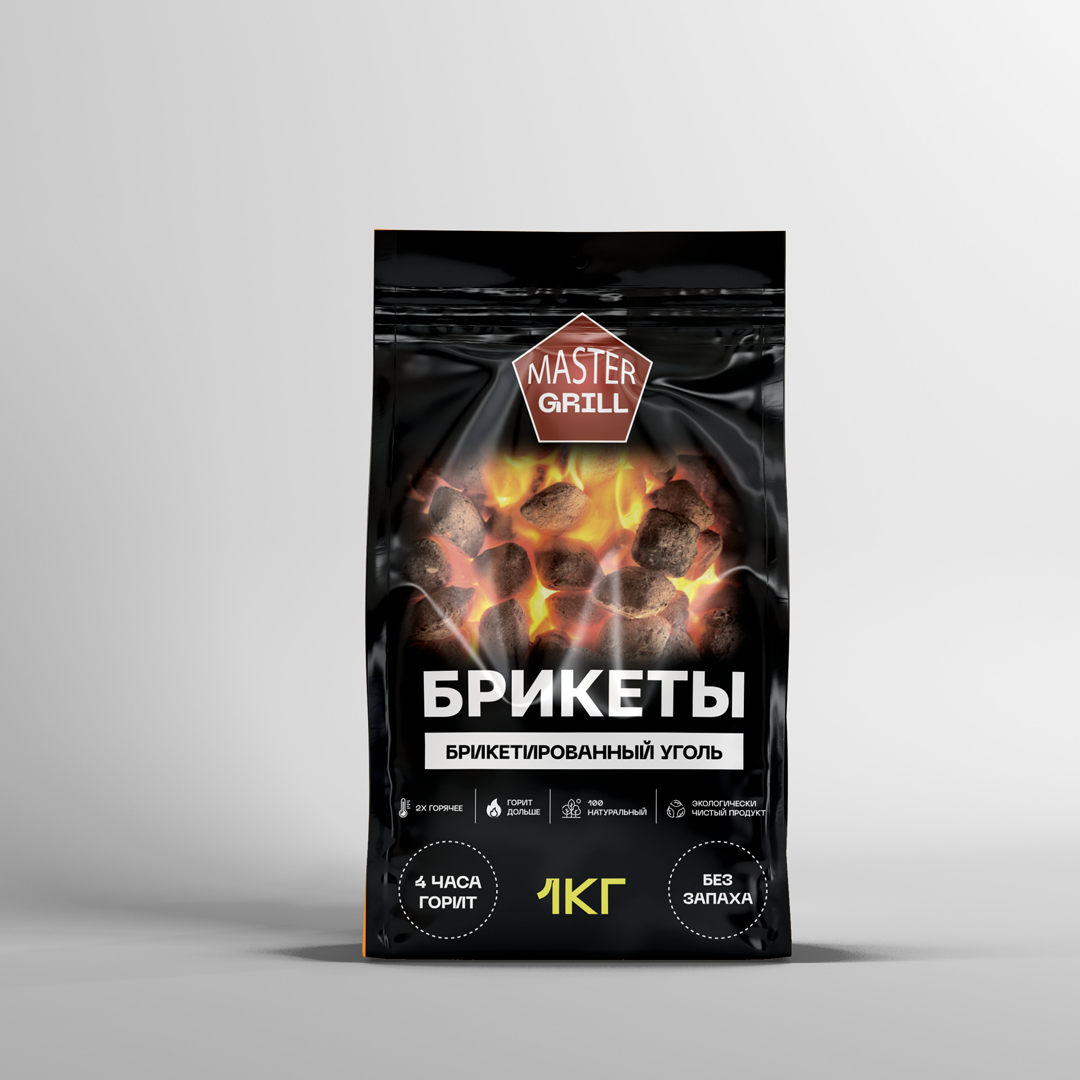 MASTER
GRILL
БРИКЕТЫ
БРИКЕТИРОВАННЫЙ УГОЛЬ
2X ГОРЯЧЕЕ
ГОРИТ
ДОЛЬШЕ
100
НАТУРАЛЬНЫЙ
ЭКОЛОГИЧЕСКИ
ЧИСТЫЙ ПРОДУКТ
4 ЧАСА
ГОРИТ
1КГ
БЕЗ
ЗАПАХА